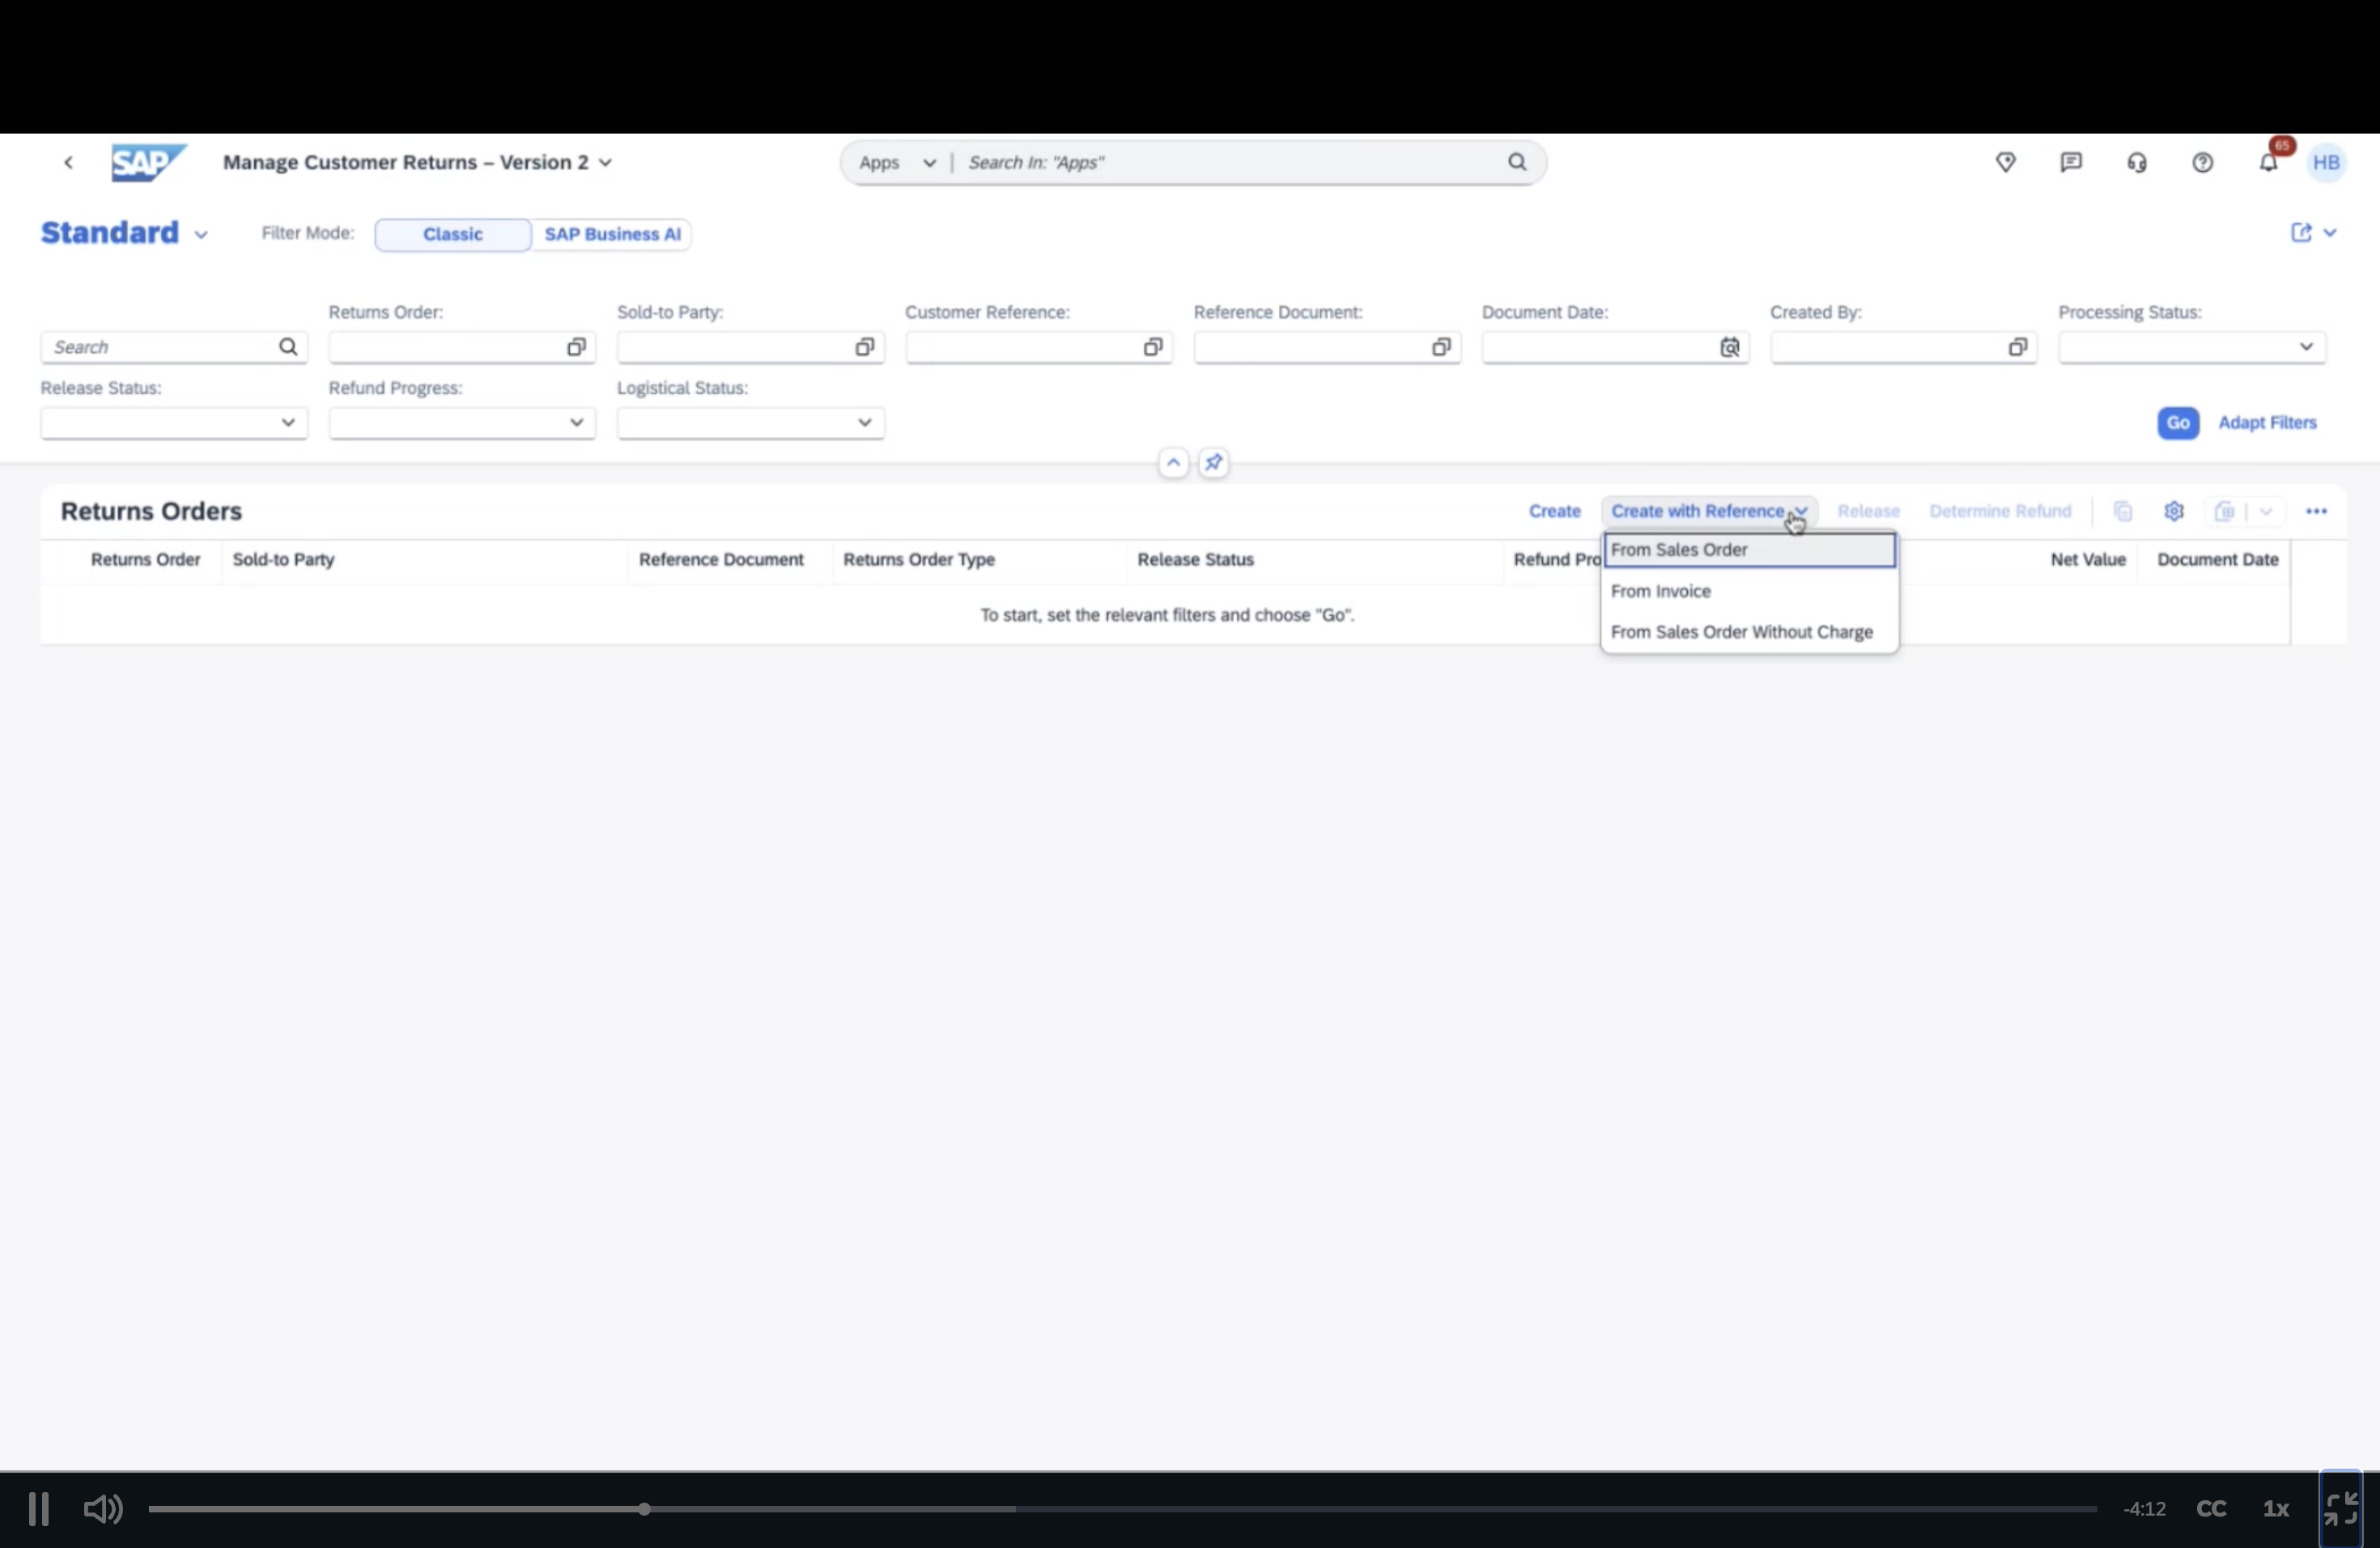 SAP Manage Customer Returns – Version 2 Apps Search In: "Apps" 65 HB
Standard Filter Mode: Classic SAP Business AI
Returns Order: Sold-to Party: Customer Reference: Reference Document: Document Date: Created By: Processing Status:
Search
Release Status: Refund Progress: Logistical Status:
Go Adapt Filters
Returns Orders Create Create with Reference Release Determine Refund
Returns Order Sold-to Party Reference Document Returns Order Type Release Status Refund Pro Net Value Document Date
From Sales Order
From Invoice
To start, set the relevant filters and choose "Go".
From Sales Order Without Charge
-4:12 CC 1x